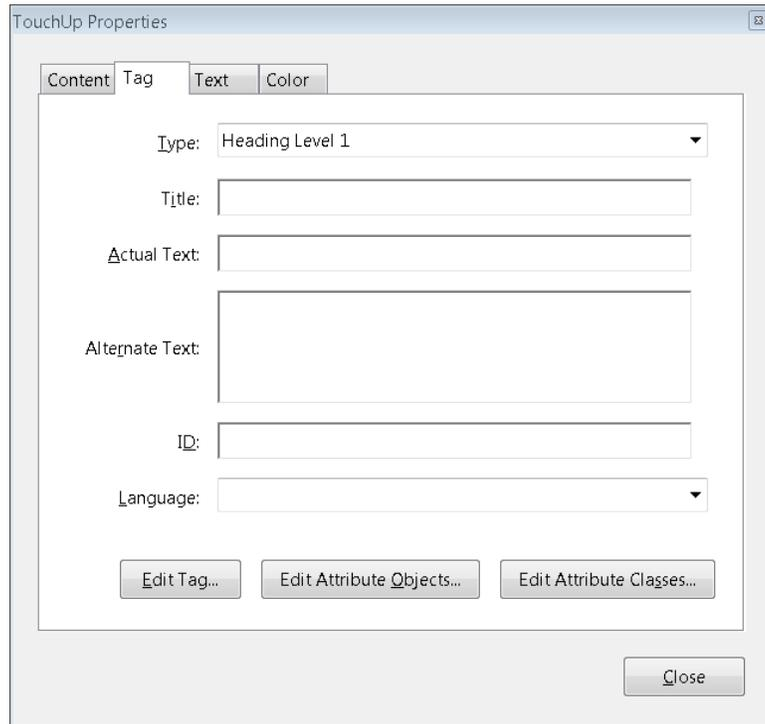 TouchUp Properties
Content Tag Text Color
Type: Heading Level 1
Title:
Actual Text:
Alternate Text:
ID:
Language:
Edit Tag... Edit Attribute Objects... Edit Attribute Classes...
Close